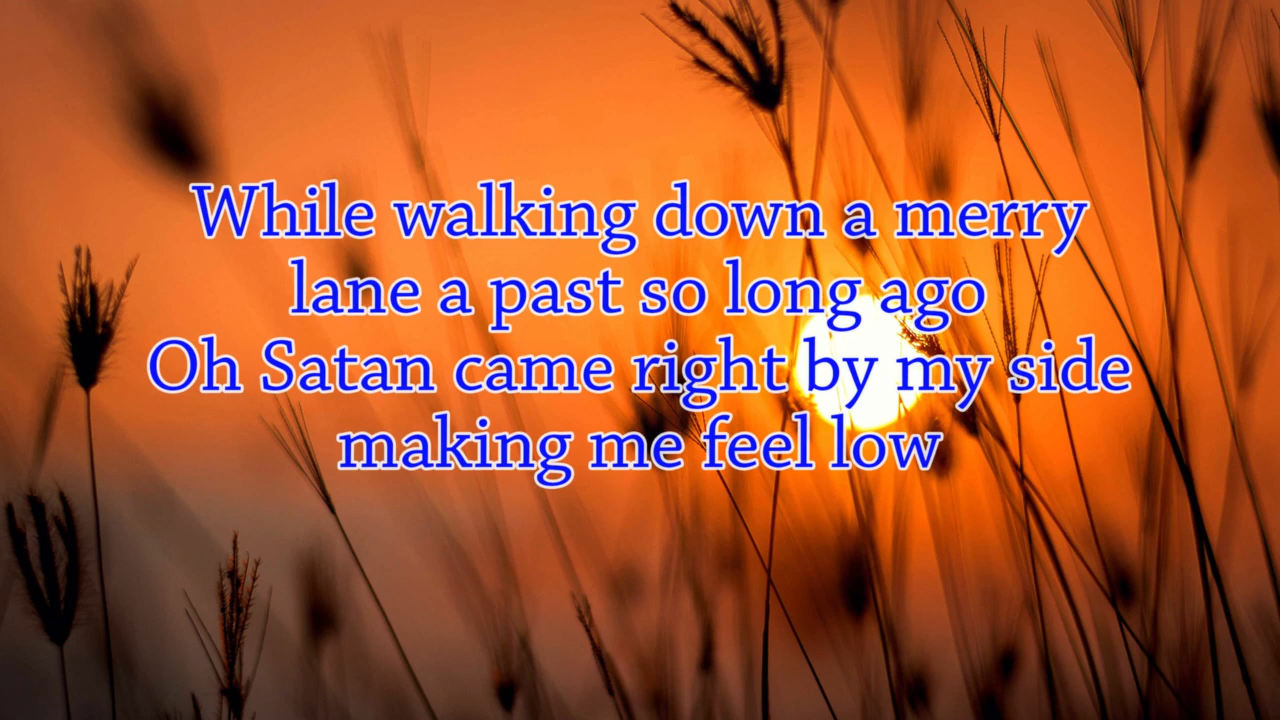 While walking down a merry
lane a past so long ago
Oh Satan came right by my side
making me feel low